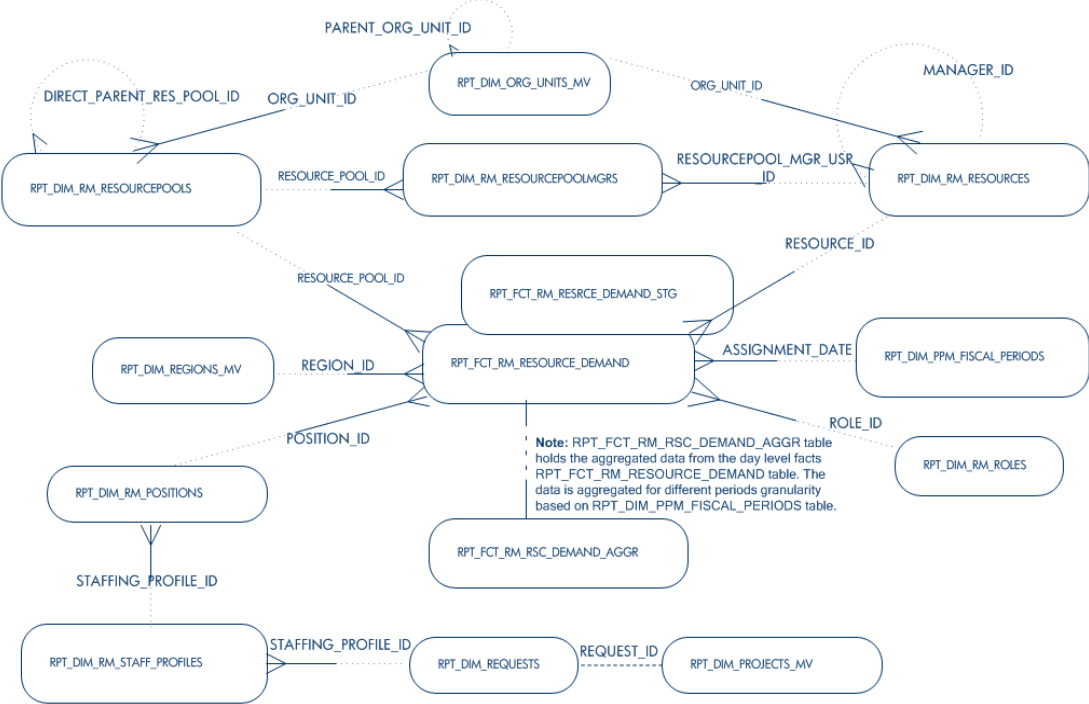 PARENT_ORG_UNIT_ID
RPT_DIM_ORG_UNITS_MV
MANAGER_ID
DIRECT_PARENT_RES_POOL_ID
ORG_UNIT_ID
ORG_UNIT_ID
RPT_DIM_RM_RESOURCEPOOLS
RESOURCE_POOL_ID
RPT_DIM_RM_RESOURCEPOOLMGRS
RESOURCEPOOL_MGR_USR
_ID
RPT_DIM_RM_RESOURCES
RESOURCE_ID
RESOURCE_POOL_ID
RPT_FCT_RM_RESRCE_DEMAND_STG
RPT_DIM_REGIONS_MV
REGION_ID
RPT_FCT_RM_RESOURCE_DEMAND
ASSIGNMENT_DATE
RPT_DIM_PPM_FISCAL_PERIODS
POSITION_ID
ROLE_ID
Note: RPT_FCT_RM_RSC_DEMAND_AGGR table
holds the aggregated data from the day level facts
RPT_FCT_RM_RESOURCE_DEMAND table. The
data is aggregated for different periods granularity
based on RPT_DIM_PPM_FISCAL_PERIODS table.
RPT_DIM_RM_ROLES
RPT_DIM_RM_POSITIONS
RPT_FCT_RM_RSC_DEMAND_AGGR
STAFFING_PROFILE_ID
RPT_DIM_RM_STAFF_PROFILES
STAFFING_PROFILE_ID
RPT_DIM_REQUESTS
REQUEST_ID
RPT_DIM_PROJECTS_MV